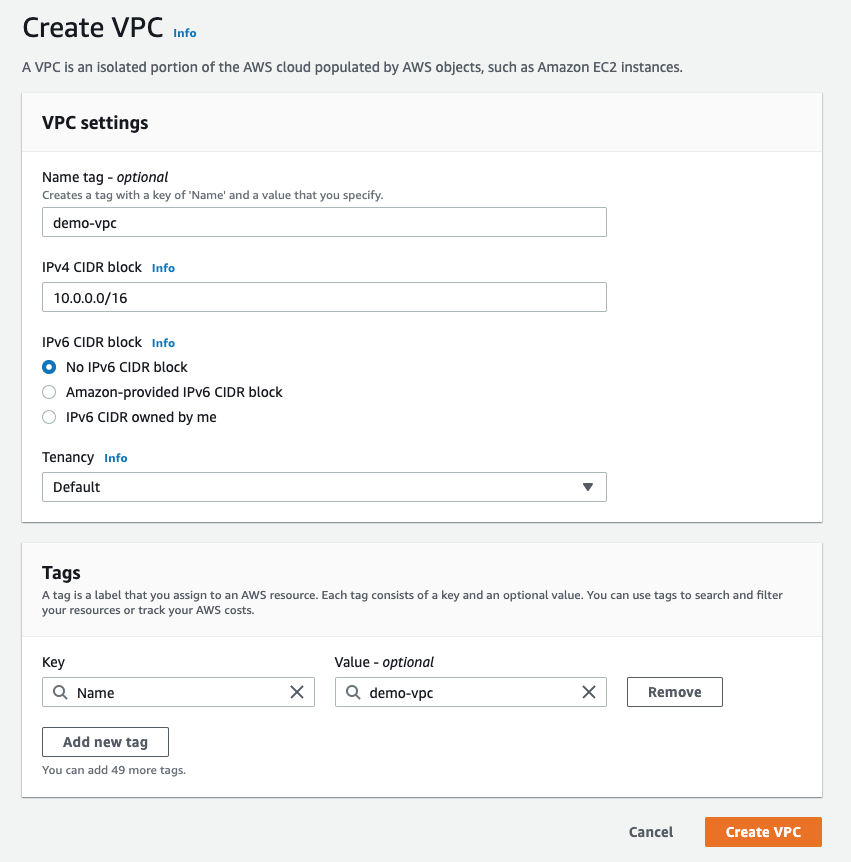 Create VPC Info
A VPC is an isolated portion of the AWS cloud populated by AWS objects, such as Amazon EC2 instances.
VPC settings
Name tag - optional
Creates a tag with a key of 'Name' and a value that you specify.
demo-vpc
IPv4 CIDR block Info
10.0.0.0/16
IPv6 CIDR block Info
No IPv6 CIDR block
Amazon-provided IPv6 CIDR block
IPv6 CIDR owned by me
Tenancy Info
Default
Tags
A tag is a label that you assign to an AWS resource. Each tag consists of a key and an optional value. You can use tags to search and filter
your resources or track your AWS costs.
Key Value - optional
Name demo-vpc Remove
Add new tag
You can add 49 more tags.
Cancel Create VPC